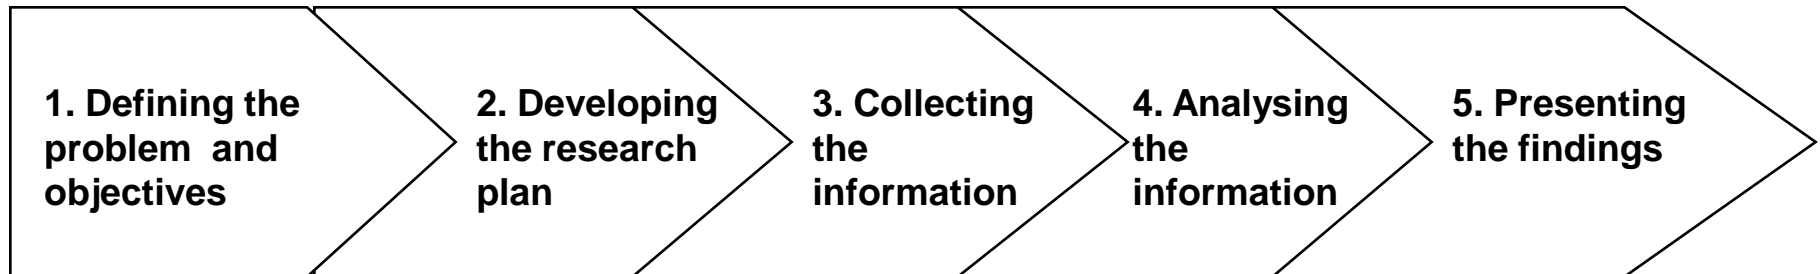 1. Defining the
problem  and
objectives
2. Developing
the research
plan
3. Collecting
the
information
4. Analysing
the
information
5. Presenting
the findings